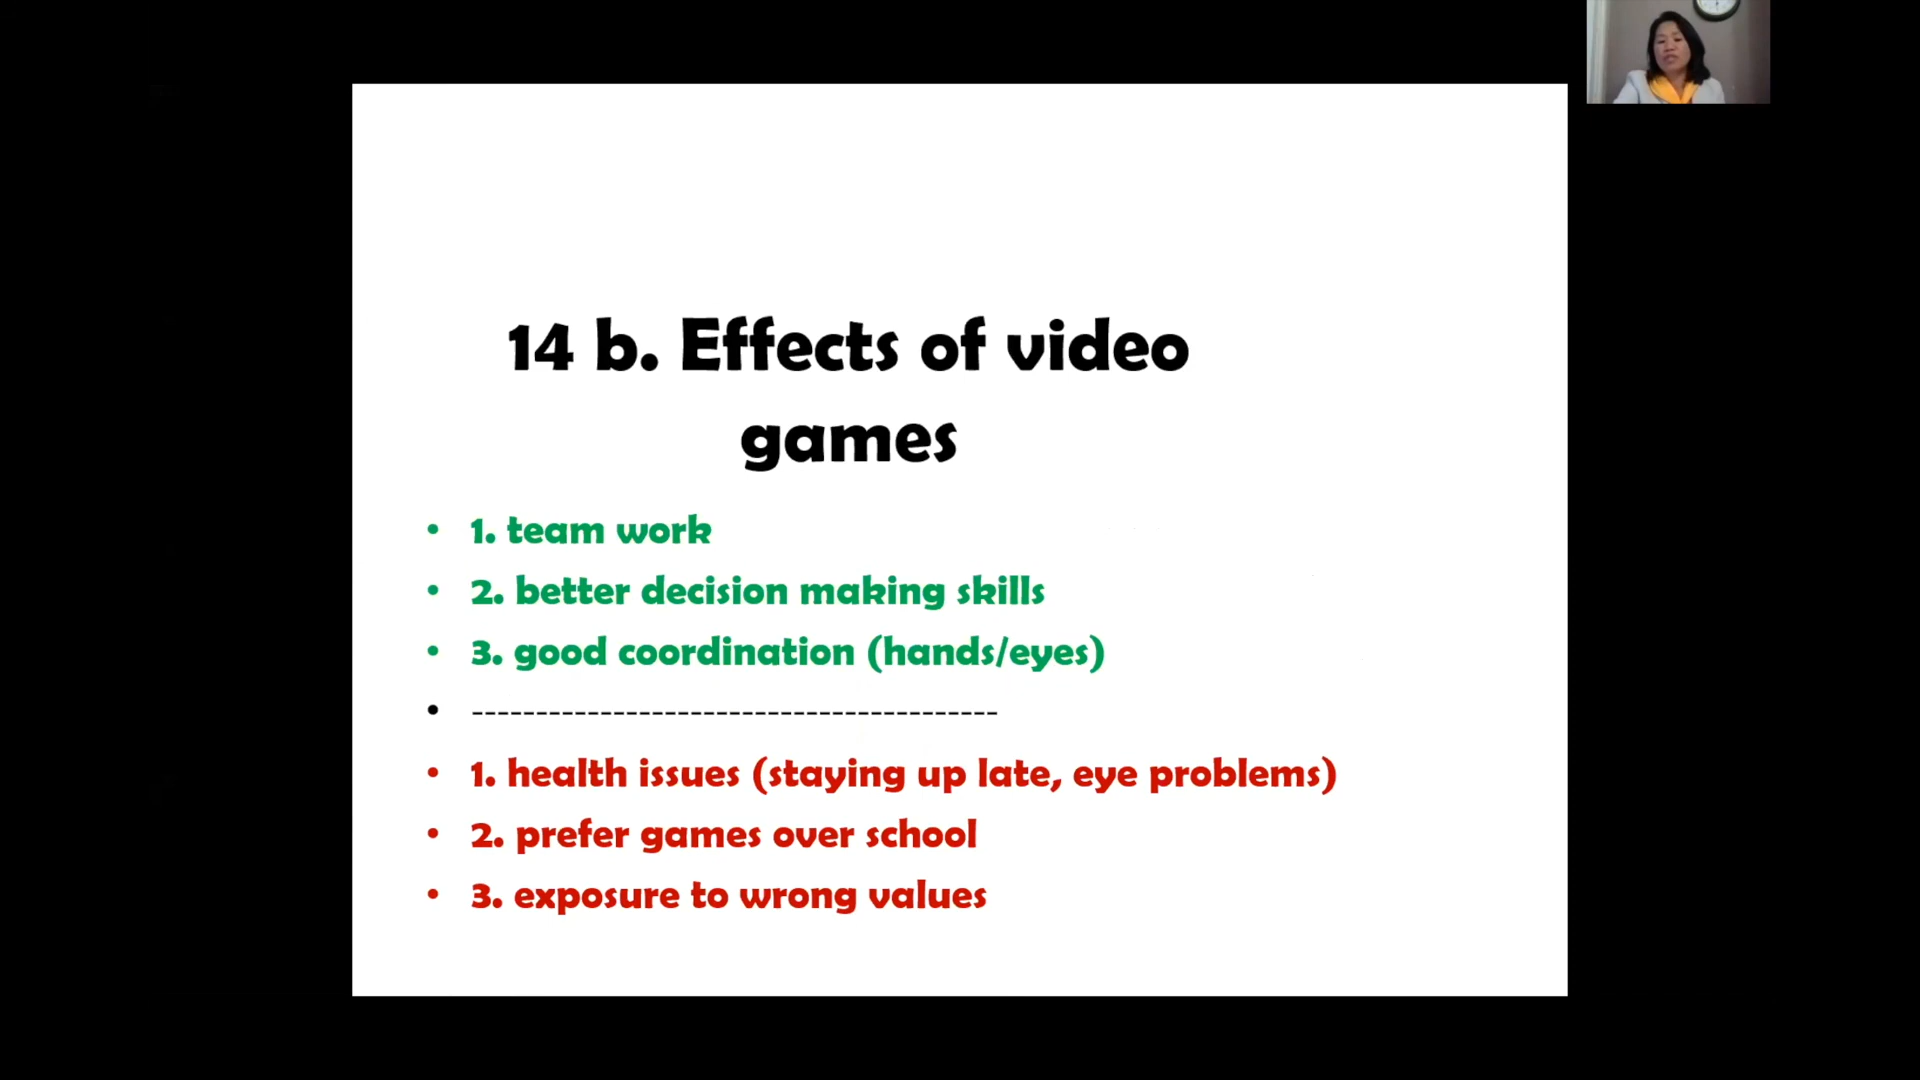 14 b. Effects of video
games
• 1. team work
• 2. better decision making skills
• 3. good coordination (hands/eyes)
• -----------------------------------------
• 1. health issues (staying up late, eye problems)
• 2. prefer games over school
• 3. exposure to wrong values